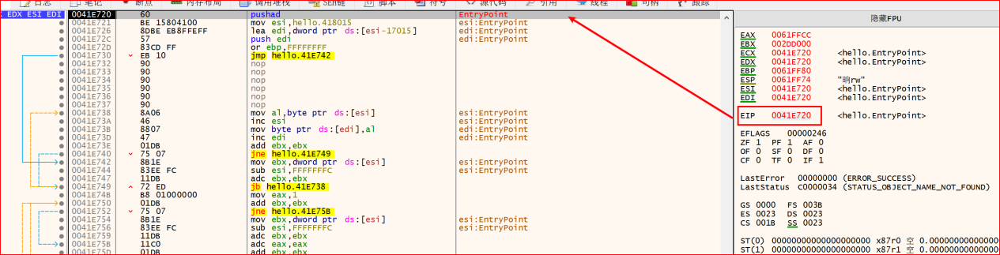 日志 笔记 断点 内存布局 调用堆栈 SEH链 脚本 符号 源代码 引用 线程 句柄 跟踪
EDX ESI EDI
0041E720 60 pushad EntryPoint
0041E721 BE 15804100 mov esi,hello.418015 esi:EntryPoint
0041E726 8DBE EB8FFEFF lea edi,dword ptr ds:[esi-17015] esi:EntryPoint
0041E72C 57 push edi edi:EntryPoint
0041E72D 83CD FF or ebp,FFFFFFFF
0041E730 EB 10 jmp hello.41E742
0041E732 90 nop
0041E733 90 nop
0041E734 90 nop
0041E735 90 nop
0041E736 90 nop
0041E737 90 nop
0041E738 8A06 mov al,byte ptr ds:[esi] esi:EntryPoint
0041E73A 46 inc esi esi:EntryPoint
0041E73B 8807 mov byte ptr ds:[edi],al edi:EntryPoint
0041E73D 47 inc edi edi:EntryPoint
0041E73E 01DB add ebx,ebx
0041E740 75 07 jne hello.41E749
0041E742 8B1E mov ebx,dword ptr ds:[esi] esi:EntryPoint
0041E744 83EE FC sub esi,FFFFFFFC esi:EntryPoint
0041E747 11DB adc ebx,ebx
0041E749 72 ED jb hello.41E738
0041E74B B8 01000000 mov eax,1
0041E750 01DB add ebx,ebx
0041E752 75 07 jne hello.41E75B
0041E754 8B1E mov ebx,dword ptr ds:[esi] esi:EntryPoint
0041E756 83EE FC sub esi,FFFFFFFC esi:EntryPoint
0041E759 11DB adc ebx,ebx
0041E75B 11C0 adc eax,eax
0041E75D 01DB add ebx,ebx
隐藏FPU
EAX 0061FFCC
EBX 002DD000
ECX 0041E720 <hello.EntryPoint>
EDX 0041E720 <hello.EntryPoint>
EBP 0061FF80
ESP 0061FF74 "晌rw"
ESI 0041E720 <hello.EntryPoint>
EDI 0041E720 <hello.EntryPoint>
EIP 0041E720 <hello.EntryPoint>
EFLAGS 00000246
ZF 1 PF 1 AF 0
OF 0 SF 0 DF 0
CF 0 TF 0 IF 1
LastError 00000000 (ERROR_SUCCESS)
LastStatus C0000034 (STATUS_OBJECT_NAME_NOT_FOUND)
GS 0000 FS 003B
ES 0023 DS 0023
CS 001B SS 0023
ST(0) 00000000000000000000 x87r0 空 0.000000000000
ST(1) 00000000000000000000 x87r1 空 0.000000000000